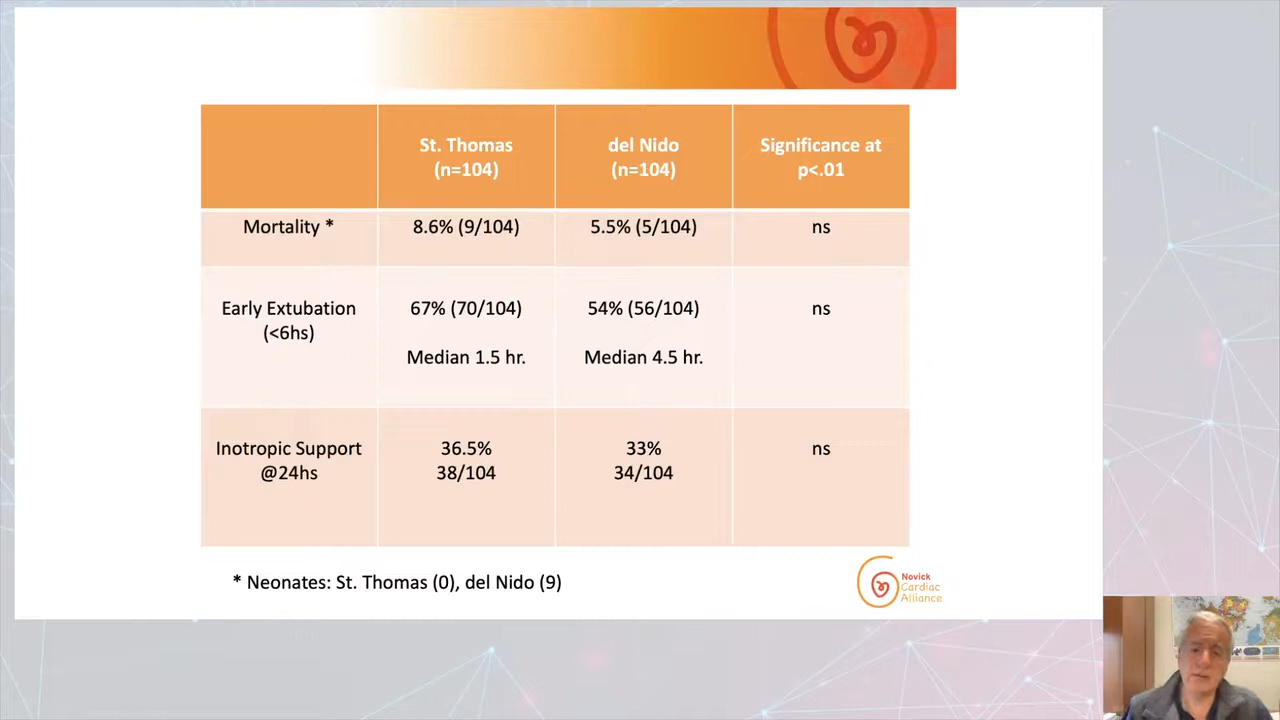 St. Thomas
(n=104)
del Nido
(n=104)
Significance at
p<.01
Mortality *
8.6% (9/104)
5.5% (5/104)
ns
Early Extubation
(<6hs)
67% (70/104)
Median 1.5 hr.
54% (56/104)
Median 4.5 hr.
ns
Inotropic Support
@24hs
36.5%
38/104
33%
34/104
ns
* Neonates: St. Thomas (0), del Nido (9)
Novick
Cardiac
Alliance